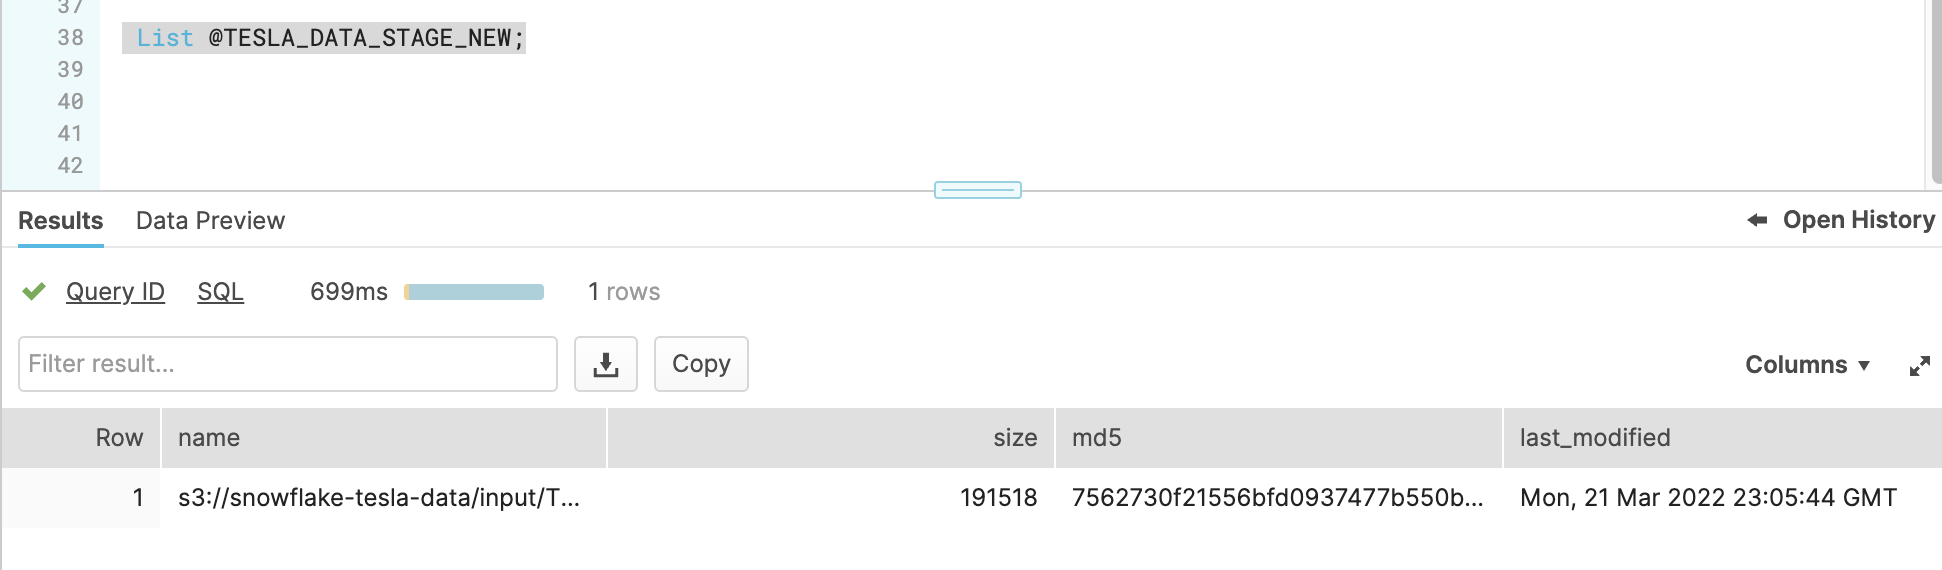 37
38 List @TESLA_DATA_STAGE_NEW;
39
40
41
42
Results Data Preview Open History
Query ID SQL 699ms 1 rows
Filter result... Copy Columns
Row name size md5 last_modified
1 s3://snowflake-tesla-data/input/T... 191518 7562730f21556bfd0937477b550b... Mon, 21 Mar 2022 23:05:44 GMT